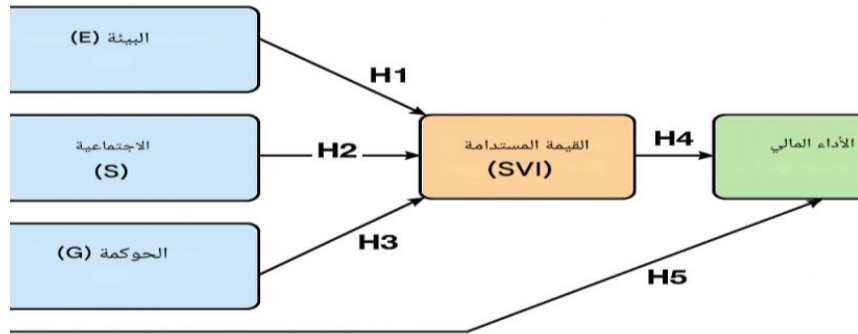 البيئة (E)
H1
الاجتماعية
(S)
H2
القيمة المستدامة
(SVI)
H4
الأداء المالي
الحوكمة (G)
H3
H5